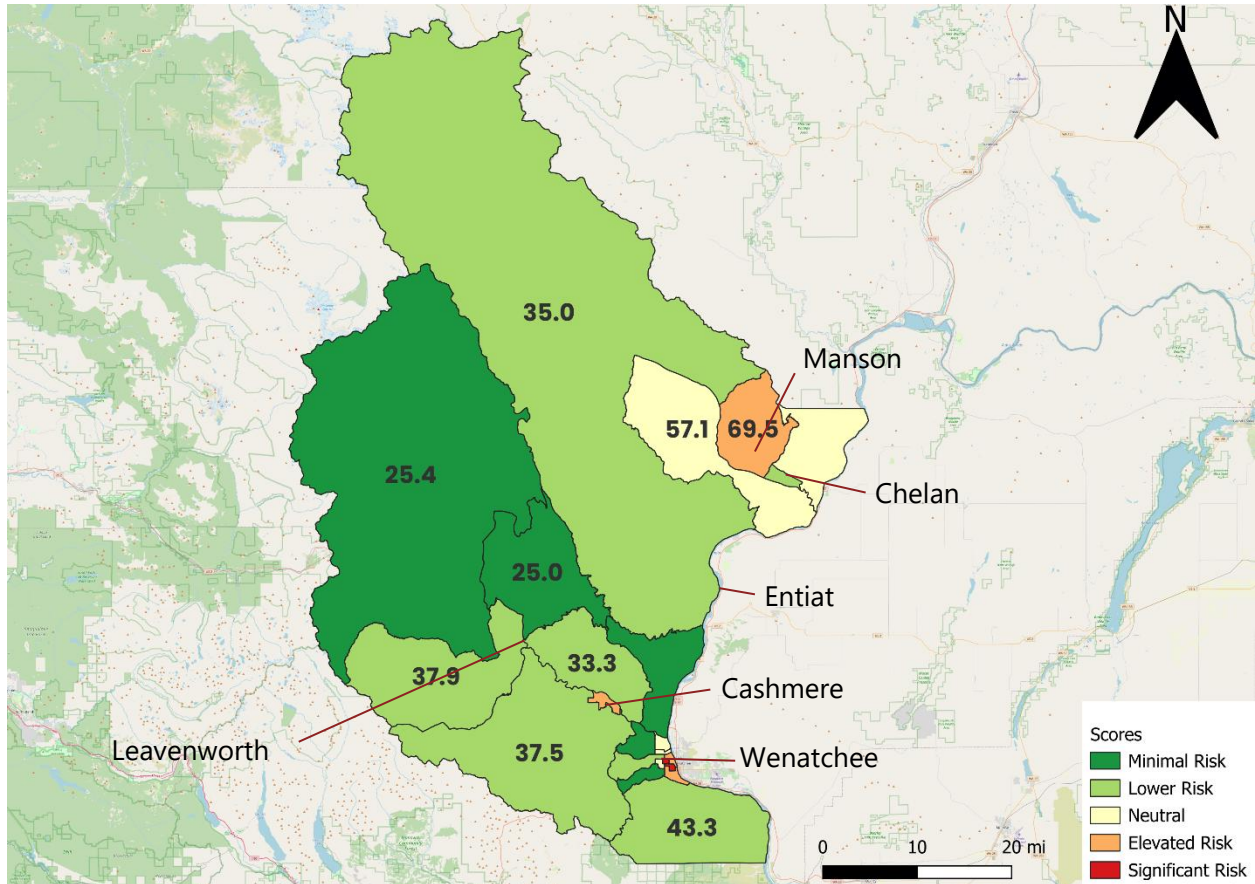 N
35.0
Manson
57.1
69.5
25.4
Chelan
25.0
Entiat
33.3
37.9
Cashmere
Leavenworth
37.5
Wenatchee
43.3
Scores
Minimal Risk
Lower Risk
Neutral
Elevated Risk
Significant Risk
0 10 20 mi